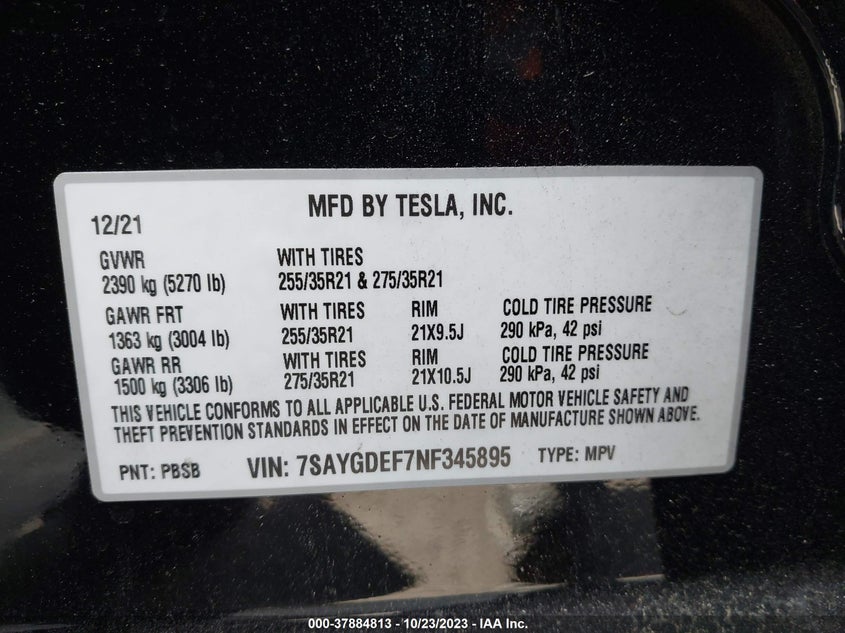 MFD BY TESLA, INC.
12/21
GVWR WITH TIRES
2390 kg (5270 lb) 255/35R21 & 275/35R21
GAWR FRT WITH TIRES RIM COLD TIRE PRESSURE
1363 kg (3004 lb) 255/35R21 21X9.5J 290 kPa, 42 psi
GAWR RR WITH TIRES RIM COLD TIRE PRESSURE
1500 kg (3306 lb) 275/35R21 21X10.5J 290 kPa, 42 psi
THIS VEHICLE CONFORMS TO ALL APPLICABLE U.S. FEDERAL MOTOR VEHICLE SAFETY AND
THEFT PREVENTION STANDARDS IN EFFECT ON THE DATE OF MANUFACTURE SHOWN ABOVE.
PNT: PBSB VIN: 7SAYGDEF7NF345895 TYPE: MPV
000-37884813 - 10/23/2023 - IAA Inc.